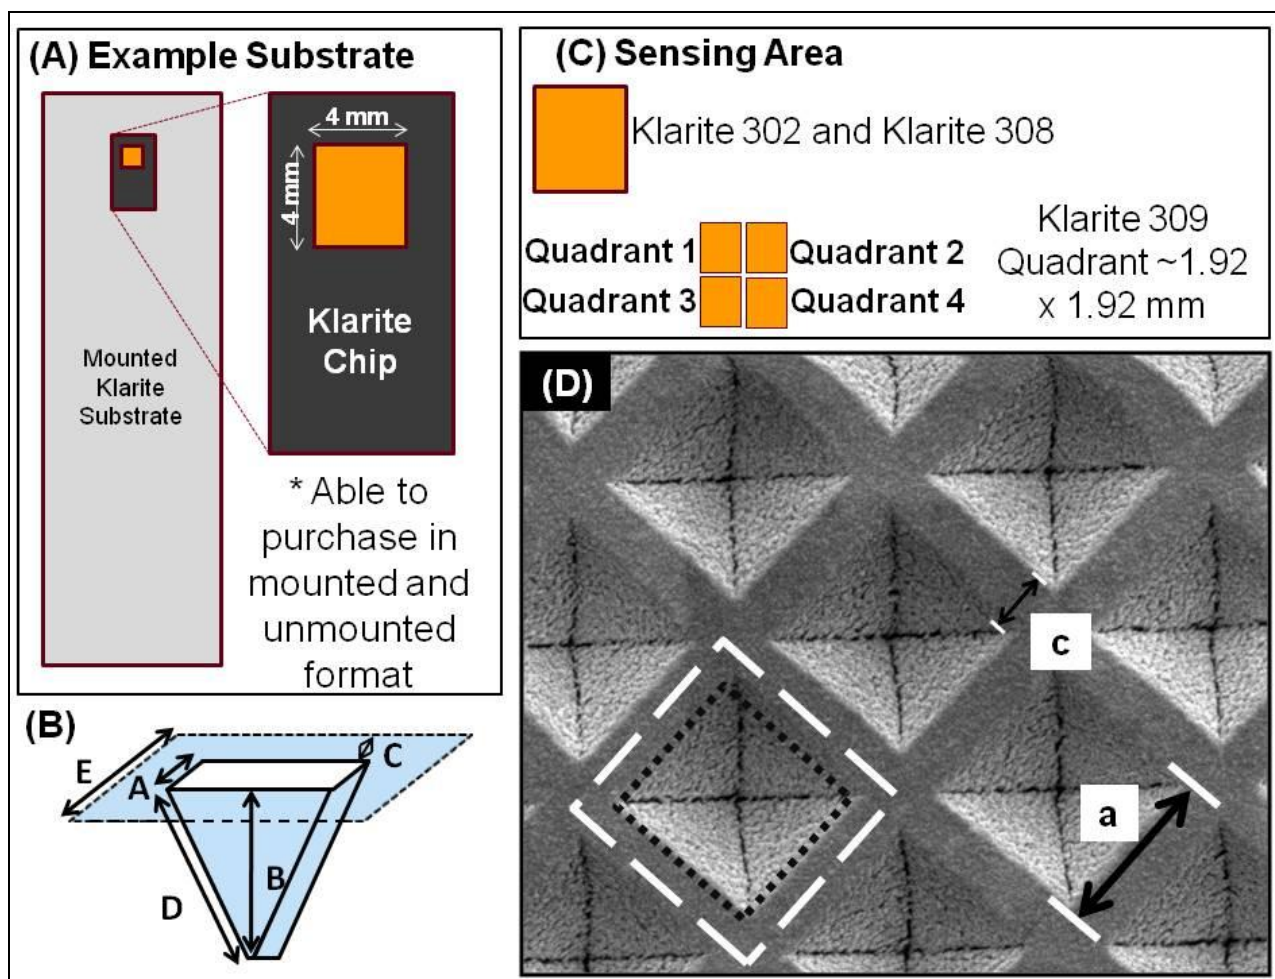 (A) Example Substrate
4 mm
4 mm
Klarite
Chip
Mounted
Klarite
Substrate
* Able to
purchase in
mounted and
unmounted
format
(B)
E
A
C
B
D
(C) Sensing Area
Klarite 302 and Klarite 308
Quadrant 1
Quadrant 2
Quadrant 3
Quadrant 4
Klarite 309
Quadrant ~1.92
x 1.92 mm
(D)
c
a